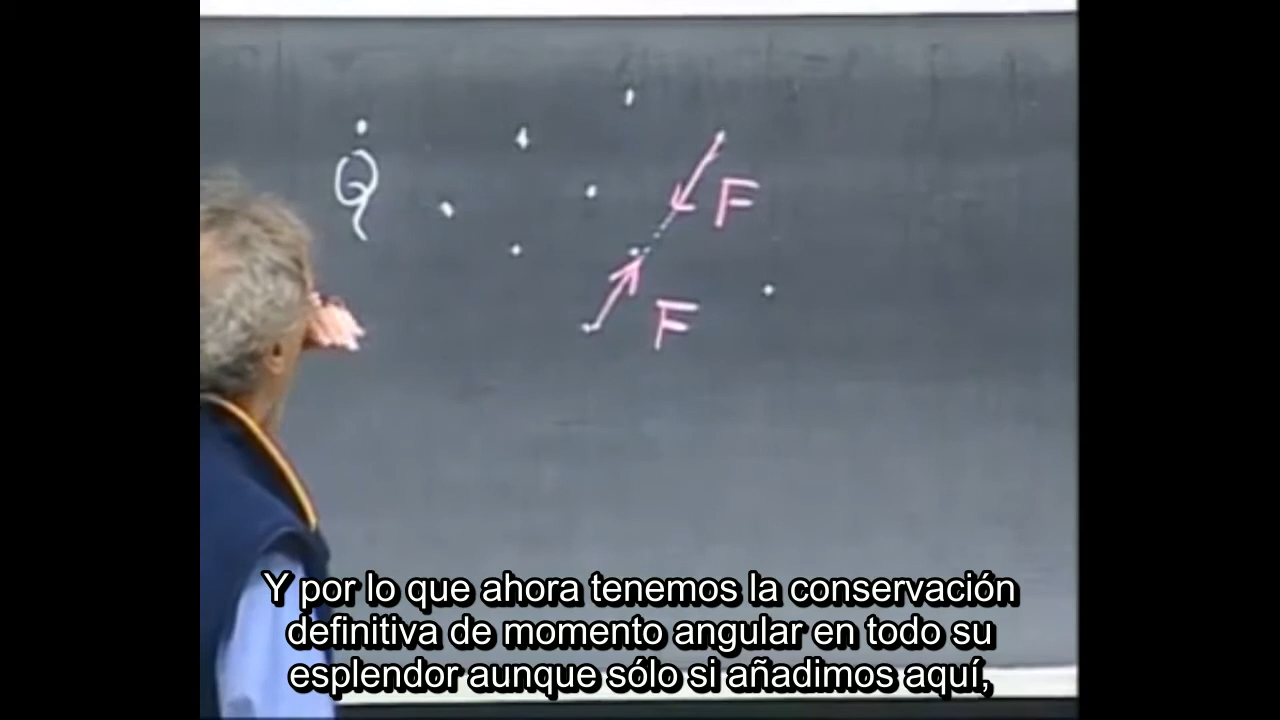 Q
F
F
Y por lo que ahora tenemos la conservación
definitiva de momento angular en todo su
esplendor aunque sólo si añadimos aquí,